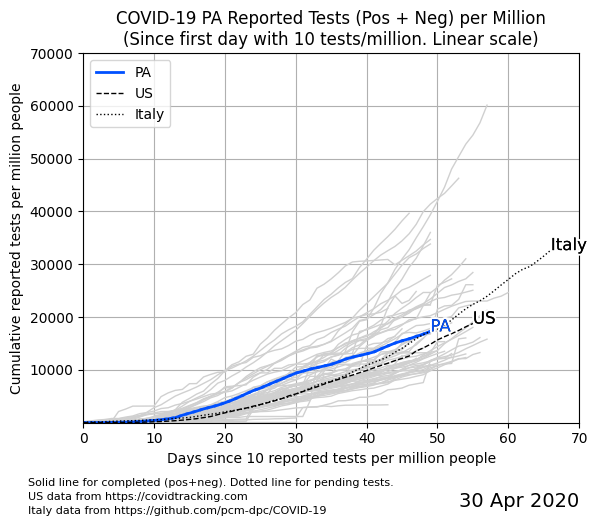 COVID-19 PA Reported Tests (Pos + Neg) per Million
(Since first day with 10 tests/million. Linear scale)
Cumulative reported tests per million people
70000
60000
50000
40000
30000
20000
10000
PA
US
Italy
Italy
US
PA
0
10
20
30
40
50
60
70
Days since 10 reported tests per million people
Solid line for completed (pos+neg). Dotted line for pending tests.
US data from https://covidtracking.com
Italy data from https://github.com/pcm-dpc/COVID-19
30 Apr 2020